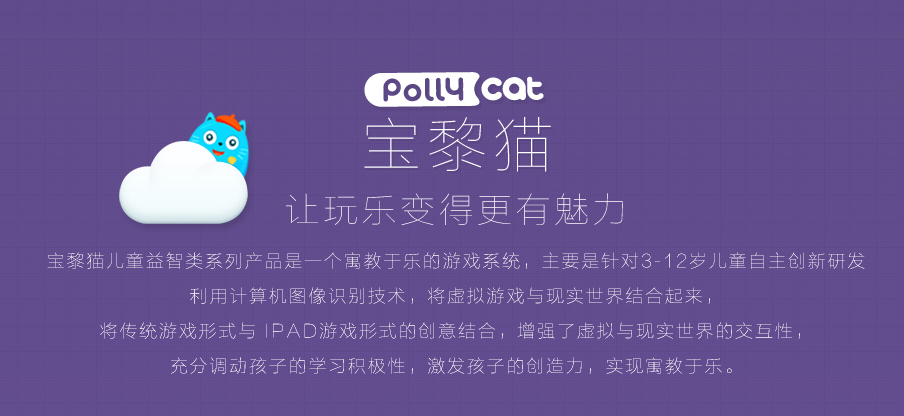 Polly cat
宝黎猫
让玩乐变得更有魅力
宝黎猫儿童益智类系列产品是一个寓教于乐的游戏系统，主要是针对3-12岁儿童自主创新研发
利用计算机图像识别技术，将虚拟游戏与现实世界结合起来，
将传统游戏形式与 IPAD游戏形式的创意结合，增强了虚拟与现实世界的交互性，
充分调动孩子的学习积极性，激发孩子的创造力，实现寓教于乐。